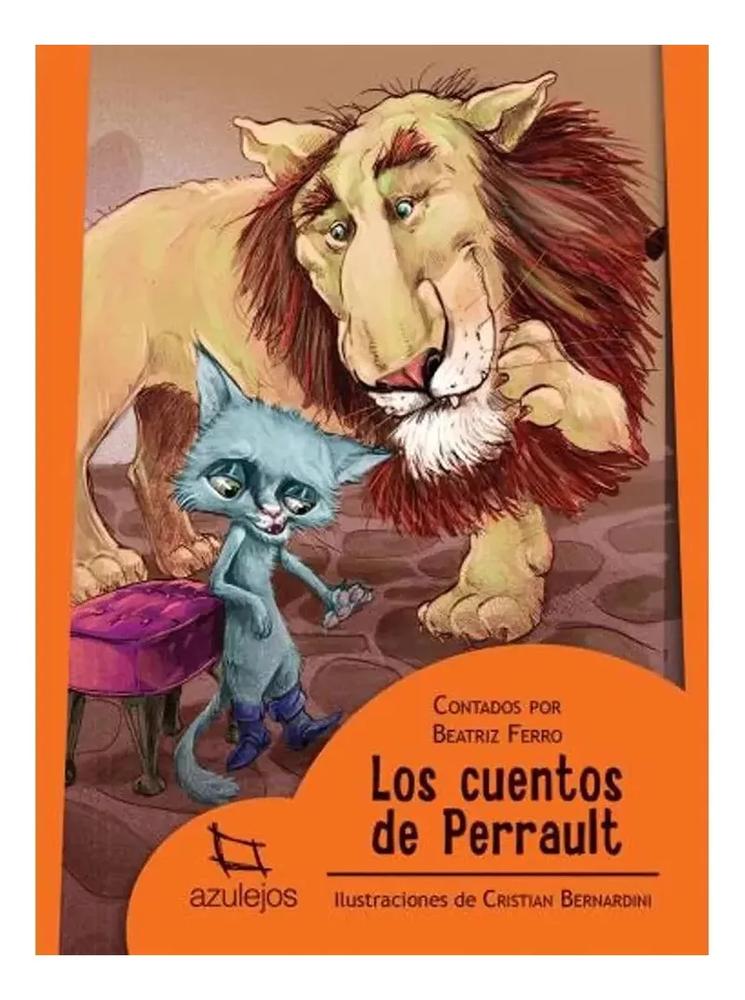 Contados por
Beatriz Ferro
Los cuentos
de Perrault
azulejos
Ilustraciones de Cristian Bernardini